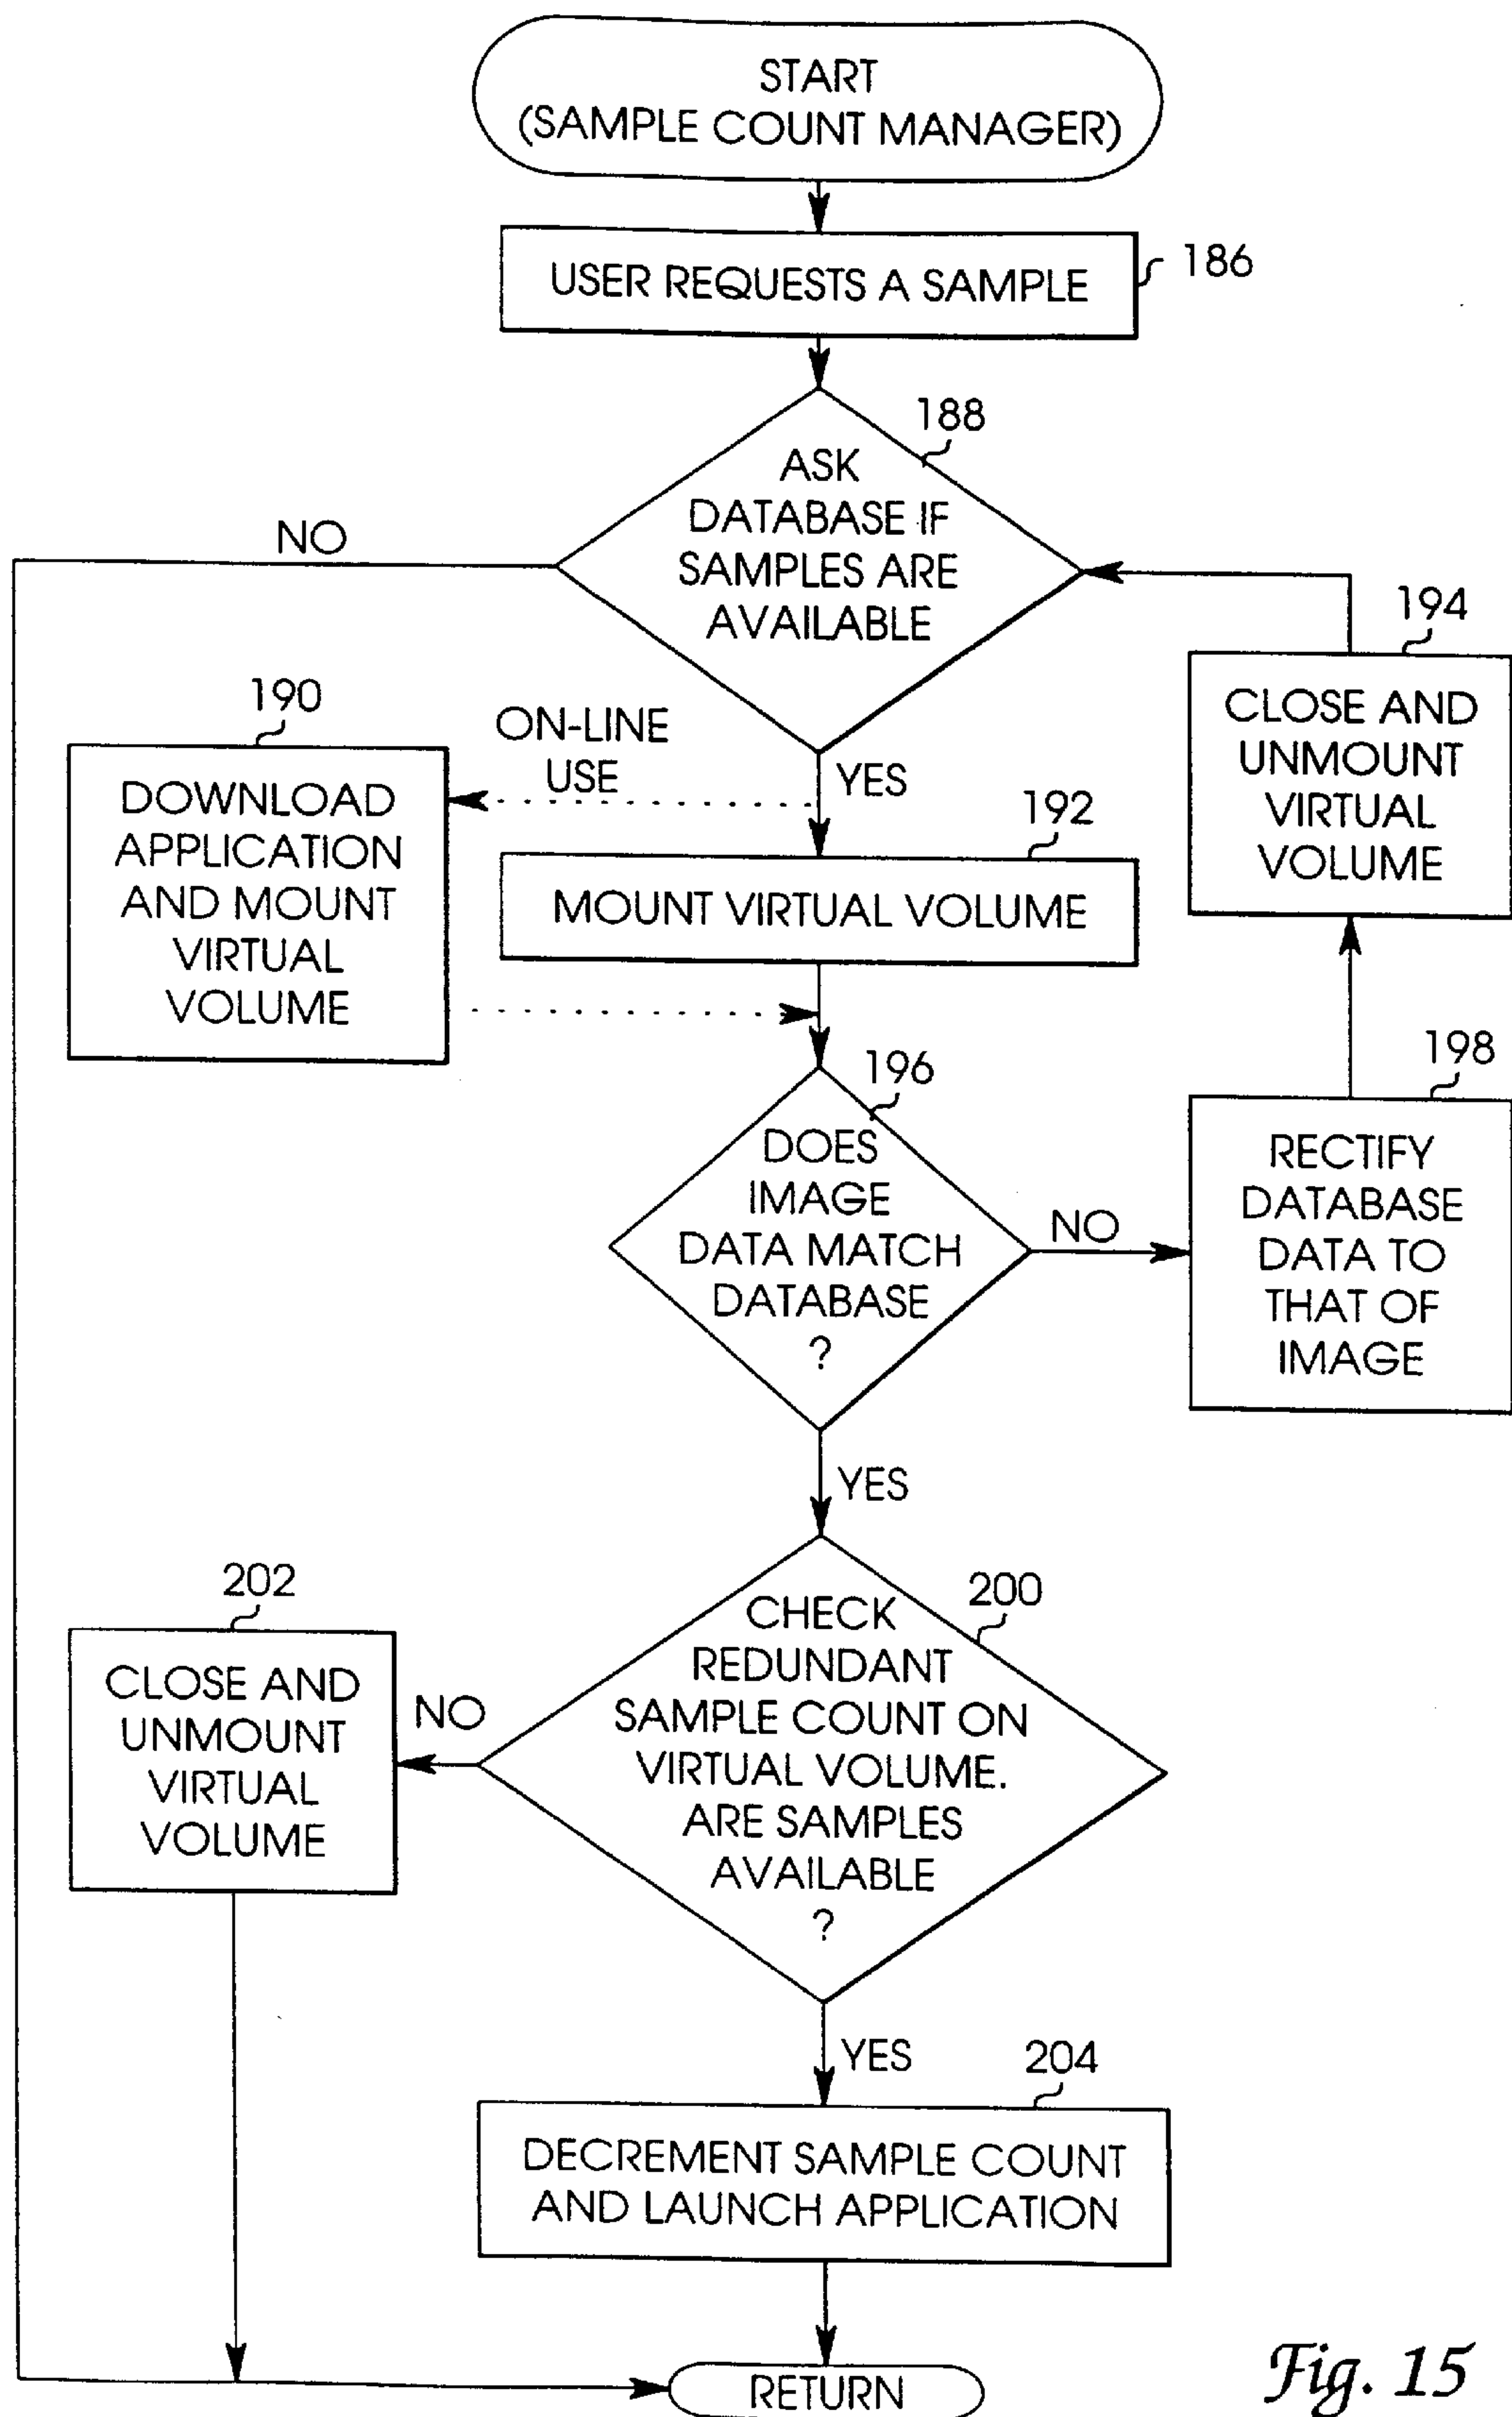 START
(SAMPLE COUNT MANAGER)
USER REQUESTS A SAMPLE
186
188
ASK
DATABASE IF
SAMPLES ARE
AVAILABLE
NO
194
CLOSE AND
UNMOUNT
VIRTUAL
VOLUME
190
DOWNLOAD
APPLICATION
AND MOUNT
VIRTUAL
VOLUME
ON-LINE
USE
YES
192
MOUNT VIRTUAL VOLUME
196
DOES
IMAGE
DATA MATCH
DATABASE
?
NO
198
RECTIFY
DATABASE
DATA TO
THAT OF
IMAGE
YES
200
CHECK
REDUNDANT
SAMPLE COUNT ON
VIRTUAL VOLUME.
ARE SAMPLES
AVAILABLE
?
NO
202
CLOSE AND
UNMOUNT
VIRTUAL
VOLUME
YES
204
DECREMENT SAMPLE COUNT
AND LAUNCH APPLICATION
RETURN
Fig. 15